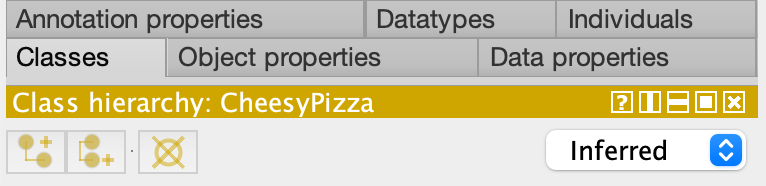 Annotation properties Datatypes Individuals
Classes Object properties Data properties
Class hierarchy: CheesyPizza ?
Inferred